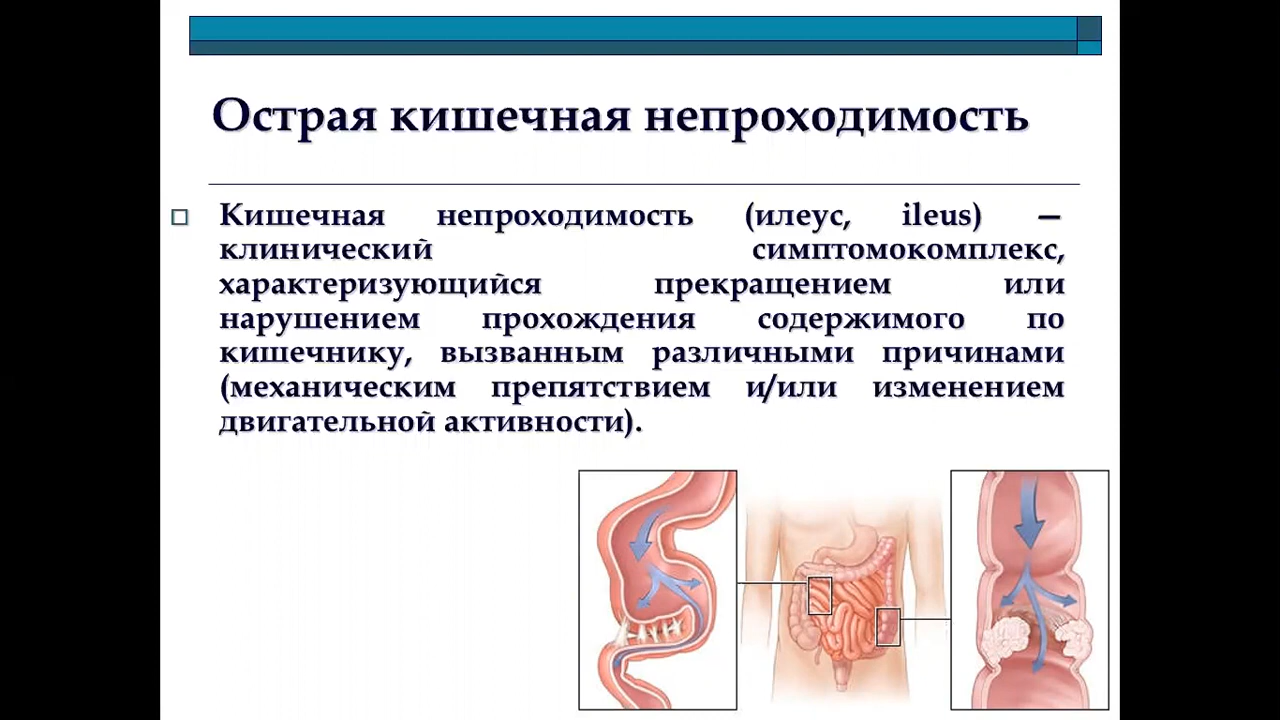 Острая кишечная непроходимость
Кишечная непроходимость (илеус, ileus) —
клинический симптомокомплекс,
характеризующийся прекращением или
нарушением прохождения содержимого по
кишечнику, вызванным различными причинами
(механическим препятствием и/или изменением
двигательной активности).